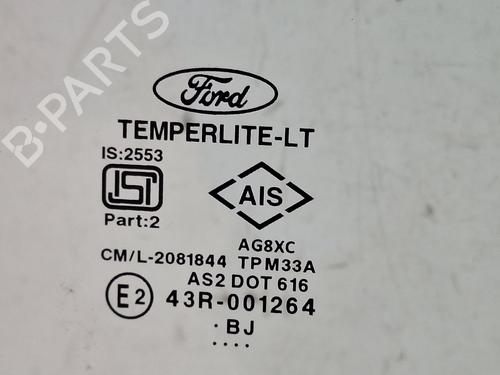 B-PARTS
Ford
TEMPERLITE-LT
IS:2553
ISI
AIS
Part:2
AG8XC
CM/L-2081844 TPM33A
AS2 DOT 616
E2 43R-001264
. BJ
....